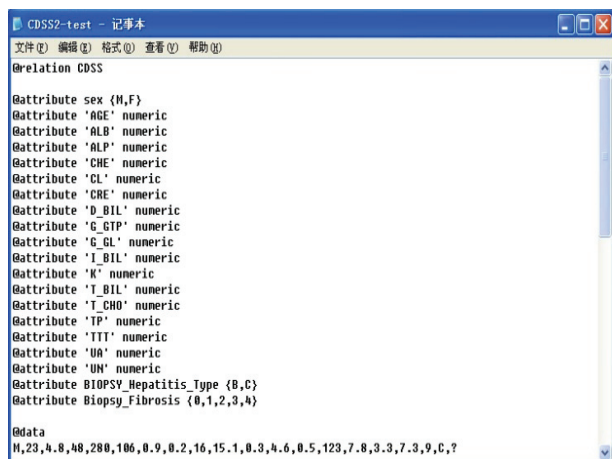 CDSS2-test - 记事本
文件(F) 编辑(E) 格式(O) 查看(V) 帮助(H)
@relation CDSS
@attribute sex {M,F}
@attribute 'AGE' numeric
@attribute 'ALB' numeric
@attribute 'ALP' numeric
@attribute 'CHE' numeric
@attribute 'CL' numeric
@attribute 'CRE' numeric
@attribute 'D_BIL' numeric
@attribute 'G_GTP' numeric
@attribute 'G_GL' numeric
@attribute 'I_BIL' numeric
@attribute 'K' numeric
@attribute 'T_BIL' numeric
@attribute 'T_CHO' numeric
@attribute 'TP' numeric
@attribute 'TTT' numeric
@attribute 'UA' numeric
@attribute 'UN' numeric
@attribute BIOPSY_Hepatitis_Type {B,C}
@attribute Biopsy_Fibrosis {0,1,2,3,4}
@data
M,23,4.8,48,280,106,0.9,0.2,16,15.1,0.3,4.6,0.5,123,7.8,3.3,7.3,9,C,?